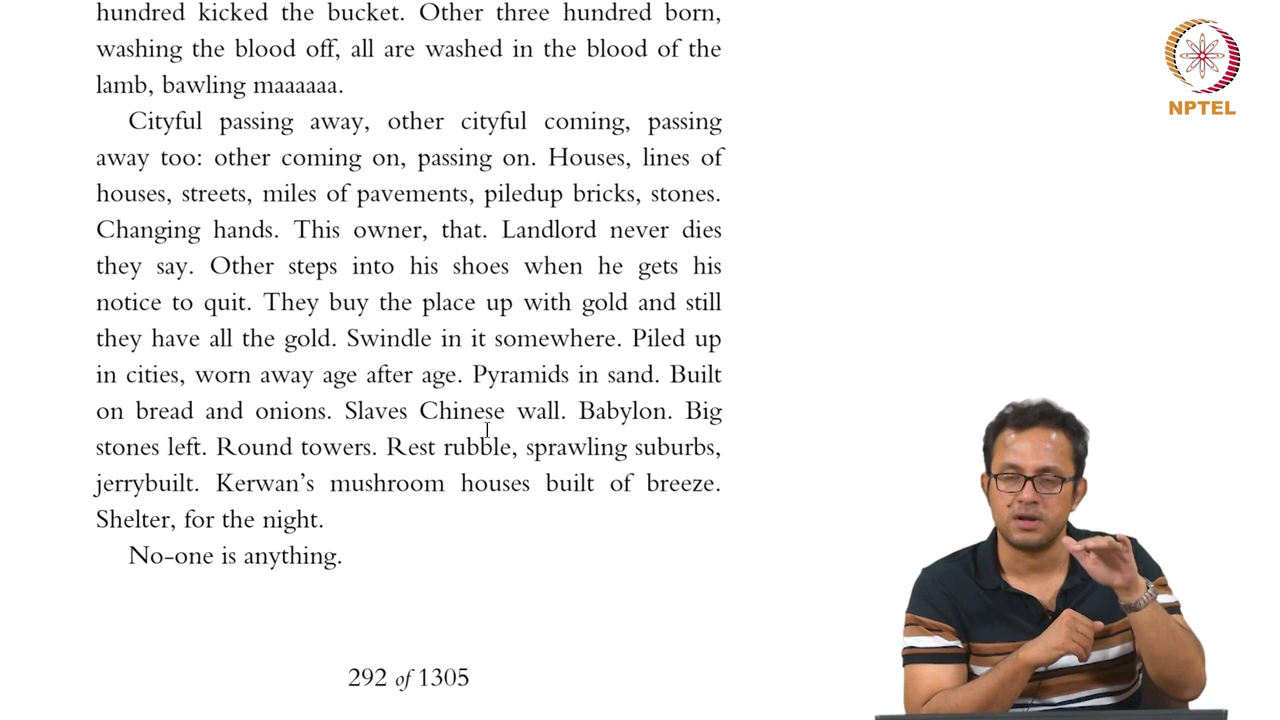 hundred kicked the bucket. Other three hundred born,
washing the blood off, all are washed in the blood of the
lamb, bawling maaaaaa.
Cityful passing away, other cityful coming, passing
away too: other coming on, passing on. Houses, lines of
houses, streets, miles of pavements, piledup bricks, stones.
Changing hands. This owner, that. Landlord never dies
they say. Other steps into his shoes when he gets his
notice to quit. They buy the place up with gold and still
they have all the gold. Swindle in it somewhere. Piled up
in cities, worn away age after age. Pyramids in sand. Built
on bread and onions. Slaves Chinese wall. Babylon. Big
stones left. Round towers. Rest rubble, sprawling suburbs,
jerrybuilt. Kerwan's mushroom houses built of breeze.
Shelter, for the night.
No-one is anything.
292 of 1305
NPTEL